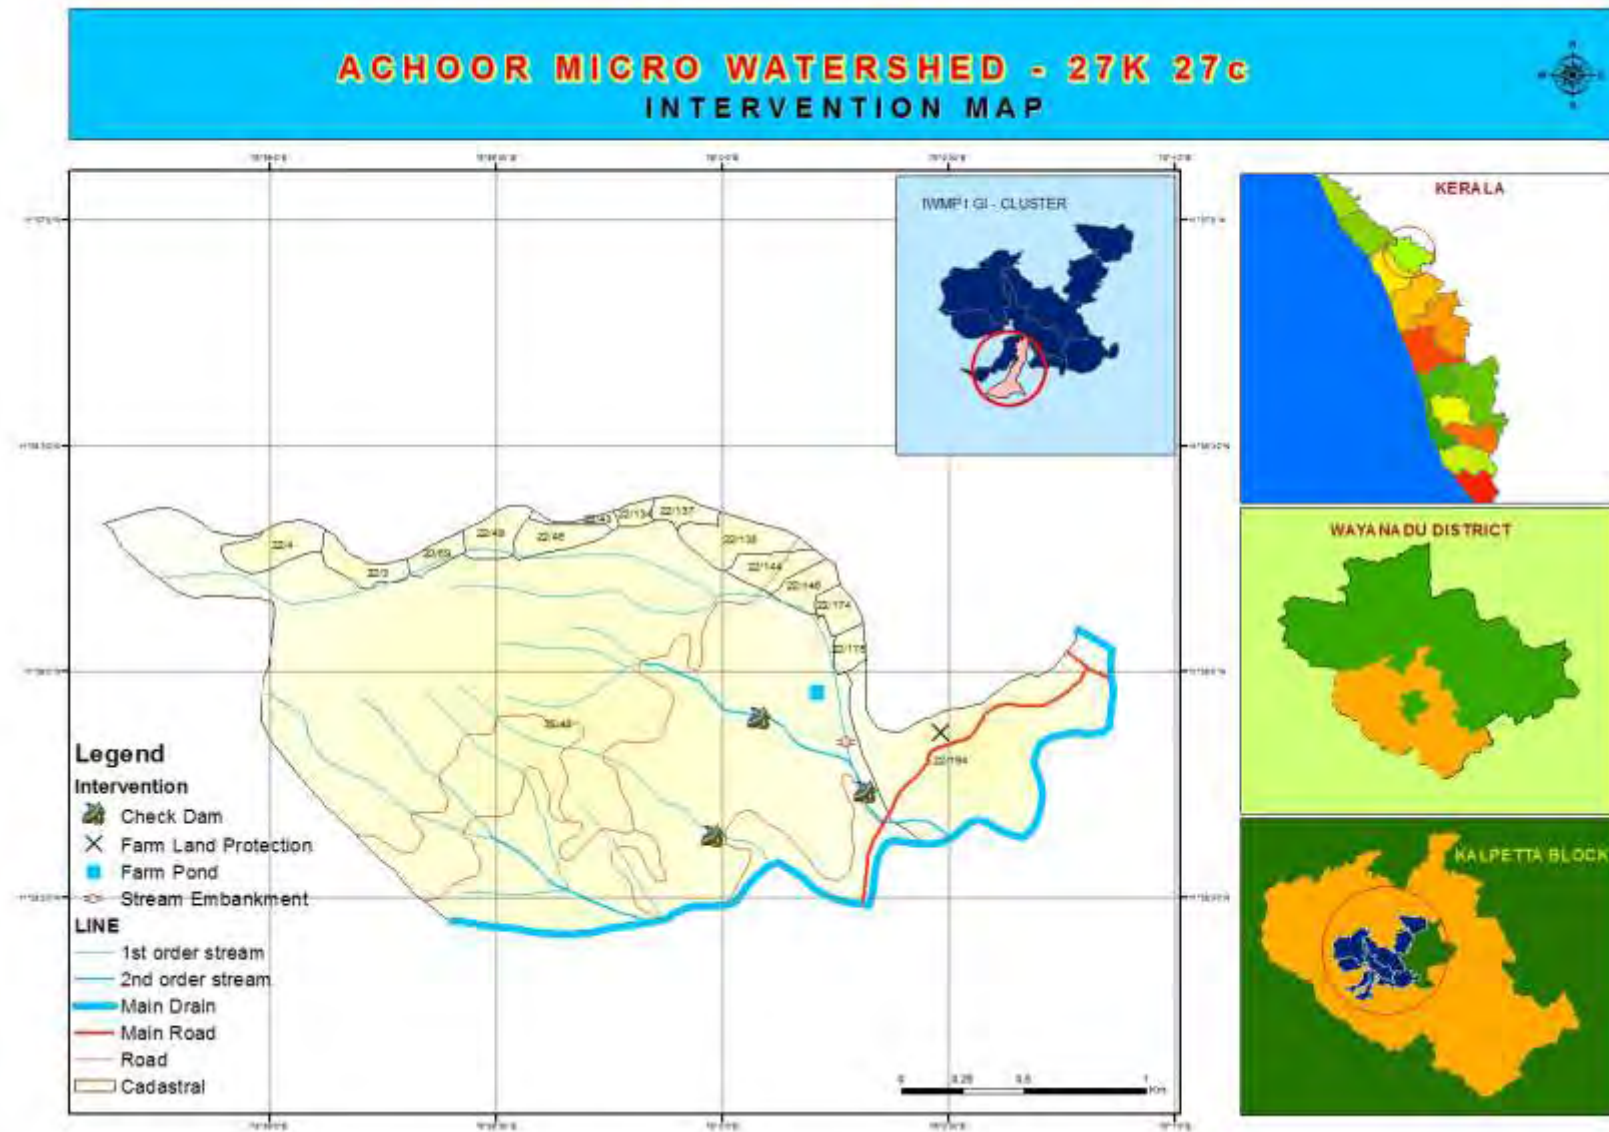 ACHOOR MICRO WATERSHED - 27K 27c
INTERVENTION MAP
IWMP I GI - CLUSTER
KERALA
WAYANADU DISTRICT
KALPETTA BLOCK
22/4
22/3
22/69
22/49
22/46
22/43
22/134
22/137
22/138
22/144
22/146
22/174
22/175
22/194
Legend
Intervention
Check Dam
Farm Land Protection
Farm Pond
Stream Embankment
LINE
1st order stream
2nd order stream
Main Drain
Main Road
Road
Cadastral
0 0.25 0.5 1
Km